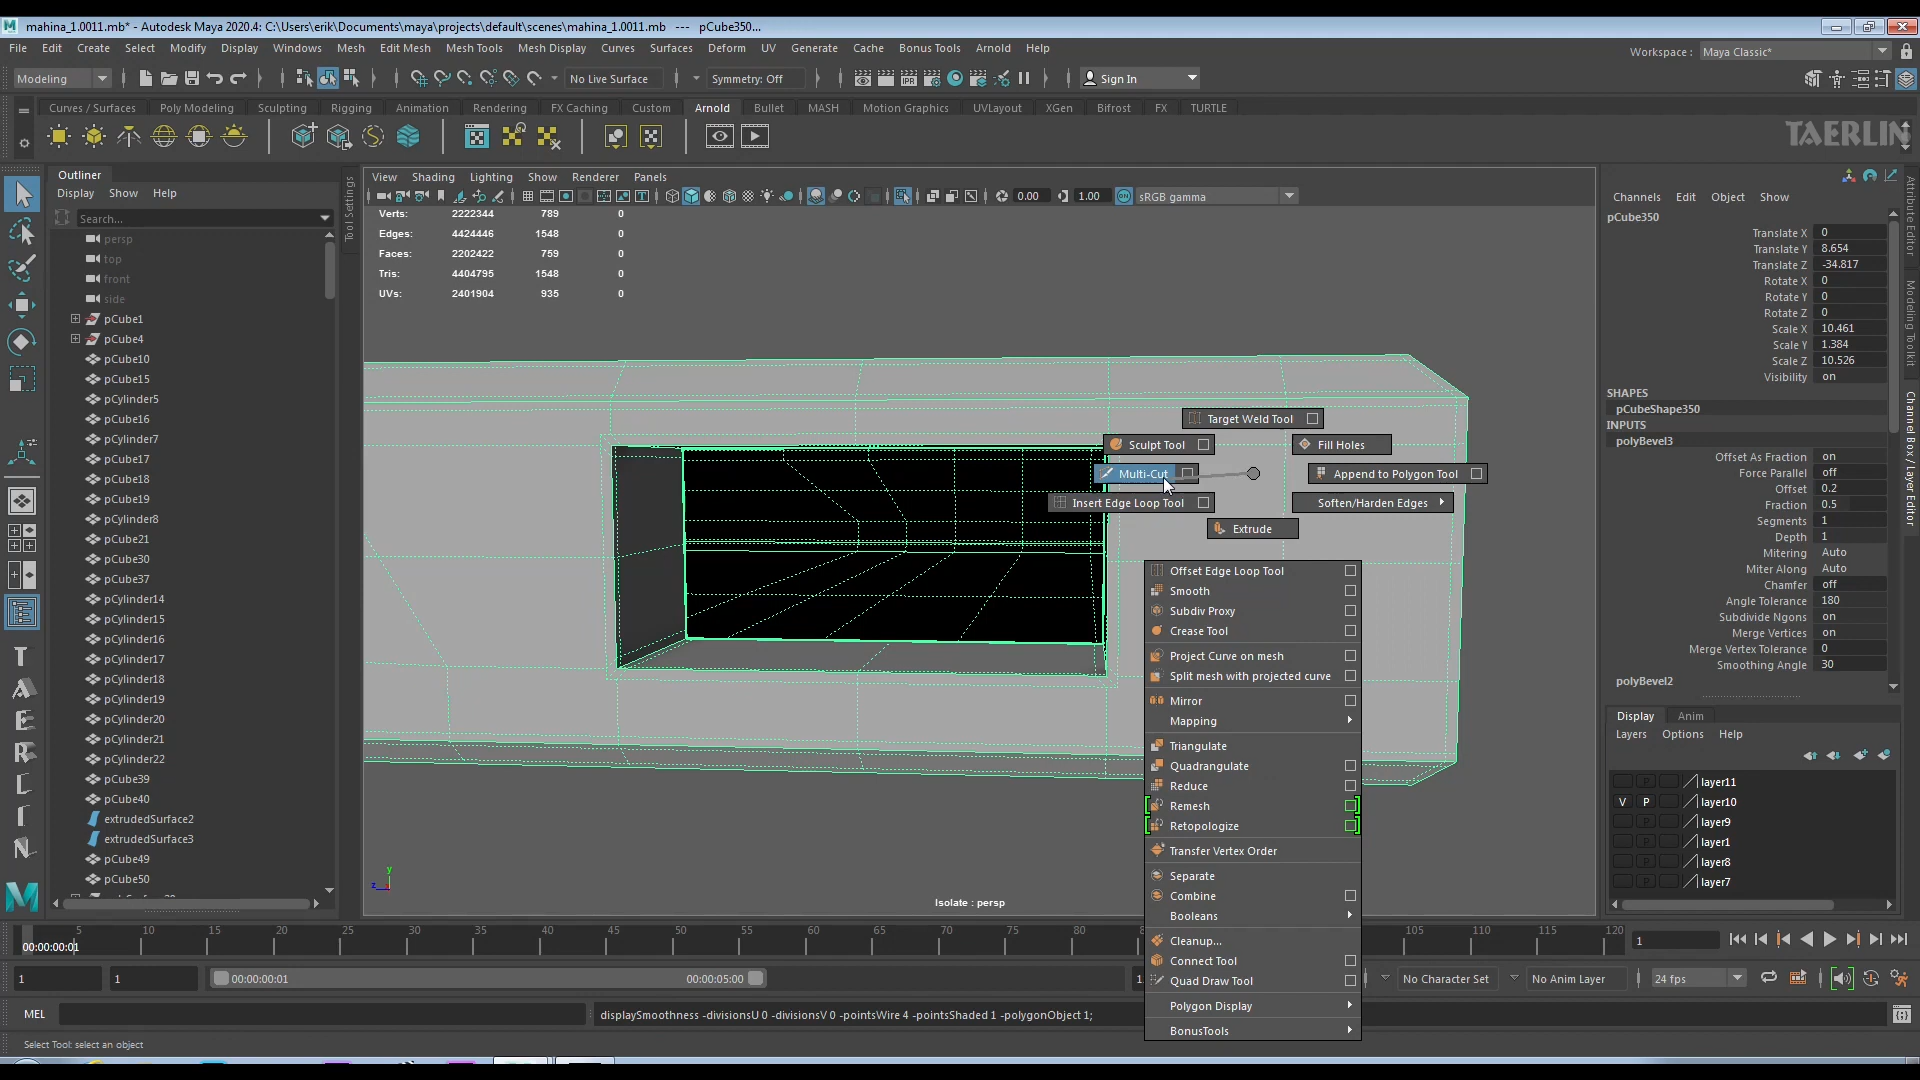 mahina_1.0011.mb* - Autodesk Maya 2020.4: C:\Users\erik\Documents\maya\projects\default\scenes\mahina_1.0011.mb --- pCube350...
File Edit Create Select Modify Display Windows Mesh Edit Mesh Mesh Tools Mesh Display Curves Surfaces Deform UV Generate Cache Bonus Tools Arnold Help
Workspace : Maya Classic*
Modeling No Live Surface Symmetry: Off Sign In
Curves / Surfaces Poly Modeling Sculpting Rigging Animation Rendering FX Caching Custom Arnold Bullet MASH Motion Graphics UVLayout XGen Bifrost FX TURTLE
IPR
TAERLIN
Outliner
Display Show Help
Search...
persp
top
front
side
pCube1
pCube4
pCube10
pCube15
pCylinder5
pCube16
pCylinder7
pCube17
pCube18
pCube19
pCylinder8
pCube21
pCube30
pCube37
pCylinder14
pCylinder15
pCylinder16
pCylinder17
pCylinder18
pCylinder19
pCylinder20
pCylinder21
pCylinder22
pCube39
pCube40
extrudedSurface2
extrudedSurface3
pCube49
pCube50
Tool Settings
View Shading Lighting Show Renderer Panels
0.00 1.00 sRGB gamma
Verts: 2222344 789 0
Edges: 4424446 1548 0
Faces: 2202422 759 0
Tris: 4404795 1548 0
UVs: 2401904 935 0
Target Weld Tool
Sculpt Tool Fill Holes
Multi-Cut Append to Polygon Tool
Insert Edge Loop Tool Soften/Harden Edges
Extrude
Offset Edge Loop Tool
Smooth
Subdiv Proxy
Crease Tool
Project Curve on mesh
Split mesh with projected curve
Mirror
Mapping
Triangulate
Quadrangulate
Reduce
Remesh
Retopologize
Transfer Vertex Order
Separate
Combine
Booleans
Cleanup...
Connect Tool
Quad Draw Tool
Polygon Display
BonusTools
y
z
Isolate : persp
Channels Edit Object Show
pCube350
Translate X 0
Translate Y 8.654
Translate Z -34.817
Rotate X 0
Rotate Y 0
Rotate Z 0
Scale X 10.461
Scale Y 1.384
Scale Z 10.526
Visibility on
SHAPES
pCubeShape350
INPUTS
polyBevel3
Offset As Fraction on
Force Parallel off
Offset 0.2
Fraction 0.5
Segments 1
Depth 1
Mitering Auto
Miter Along Auto
Chamfer off
Angle Tolerance 180
Subdivide Ngons on
Merge Vertices on
Merge Vertex Tolerance 0
Smoothing Angle 30
polyBevel2
Display Anim
Layers Options Help
P layer11
V P layer10
P layer9
P layer1
P layer8
P layer7
Attribute Editor
Modeling Toolkit
Channel Box / Layer Editor
5 10 15 20 25 30 35 40 45 50 55 60 65 70 75 80 105 110 115 120
00:00:00:01
1
1 1 00:00:00:01 00:00:05:00 No Character Set No Anim Layer 24 fps
MEL displaySmoothness -divisionsU 0 -divisionsV 0 -pointsWire 4 -pointsShaded 1 -polygonObject 1;
Select Tool: select an object